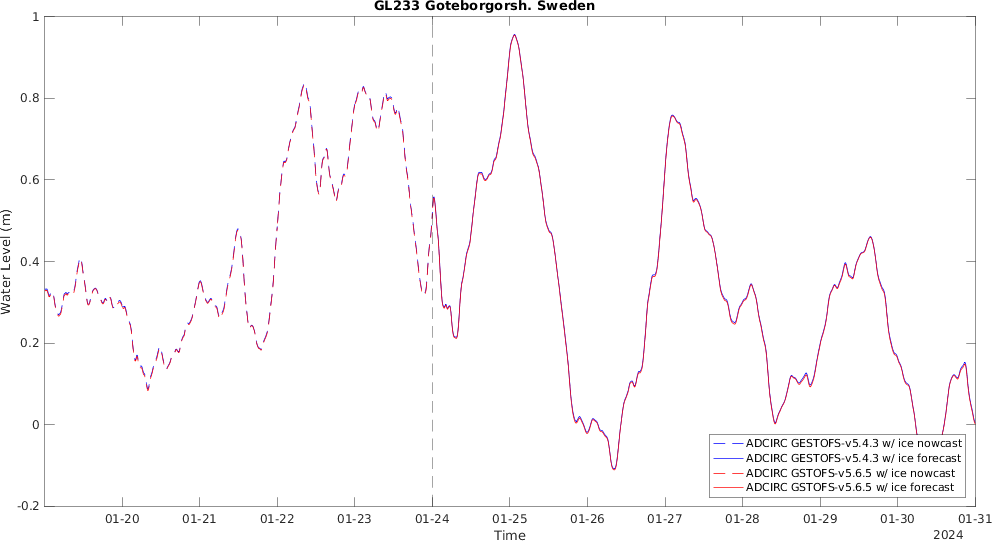 GL233 Goteborgorsh. Sweden
Water Level (m)
1
0.8
0.6
0.4
0.2
0
-0.2
01-20 01-21 01-22 01-23 01-24 01-25 01-26 01-27 01-28 01-29 01-30 01-31
Time
2024
ADCIRC GESTOFS-v5.4.3 w/ ice nowcast
ADCIRC GESTOFS-v5.4.3 w/ ice forecast
ADCIRC GSTOFS-v5.6.5 w/ ice nowcast
ADCIRC GSTOFS-v5.6.5 w/ ice forecast